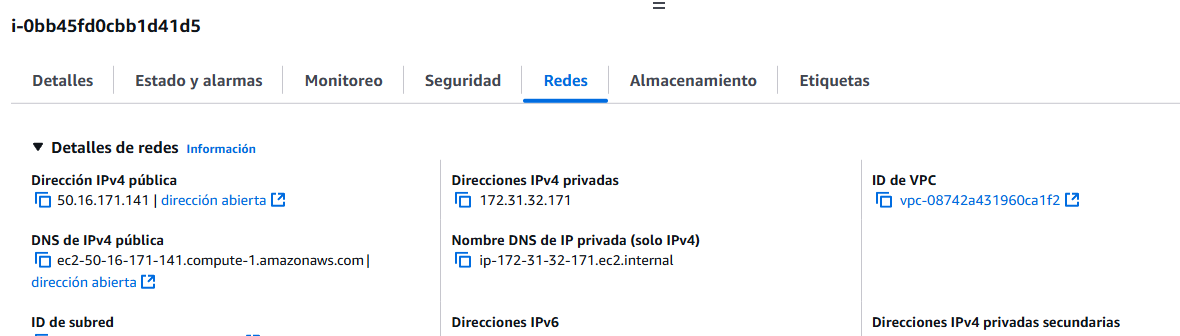 i-0bb45fd0cbb1d41d5
Detalles
Estado y alarmas
Monitoreo
Seguridad
Redes
Almacenamiento
Etiquetas
Detalles de redes Información
Dirección IPv4 pública
50.16.171.141 | dirección abierta
DNS de IPv4 pública
ec2-50-16-171-141.compute-1.amazonaws.com |
dirección abierta
ID de subred
Direcciones IPv4 privadas
172.31.32.171
Nombre DNS de IP privada (solo IPv4)
ip-172-31-32-171.ec2.internal
Direcciones IPv6
ID de VPC
vpc-08742a431960ca1f2
Direcciones IPv4 privadas secundarias